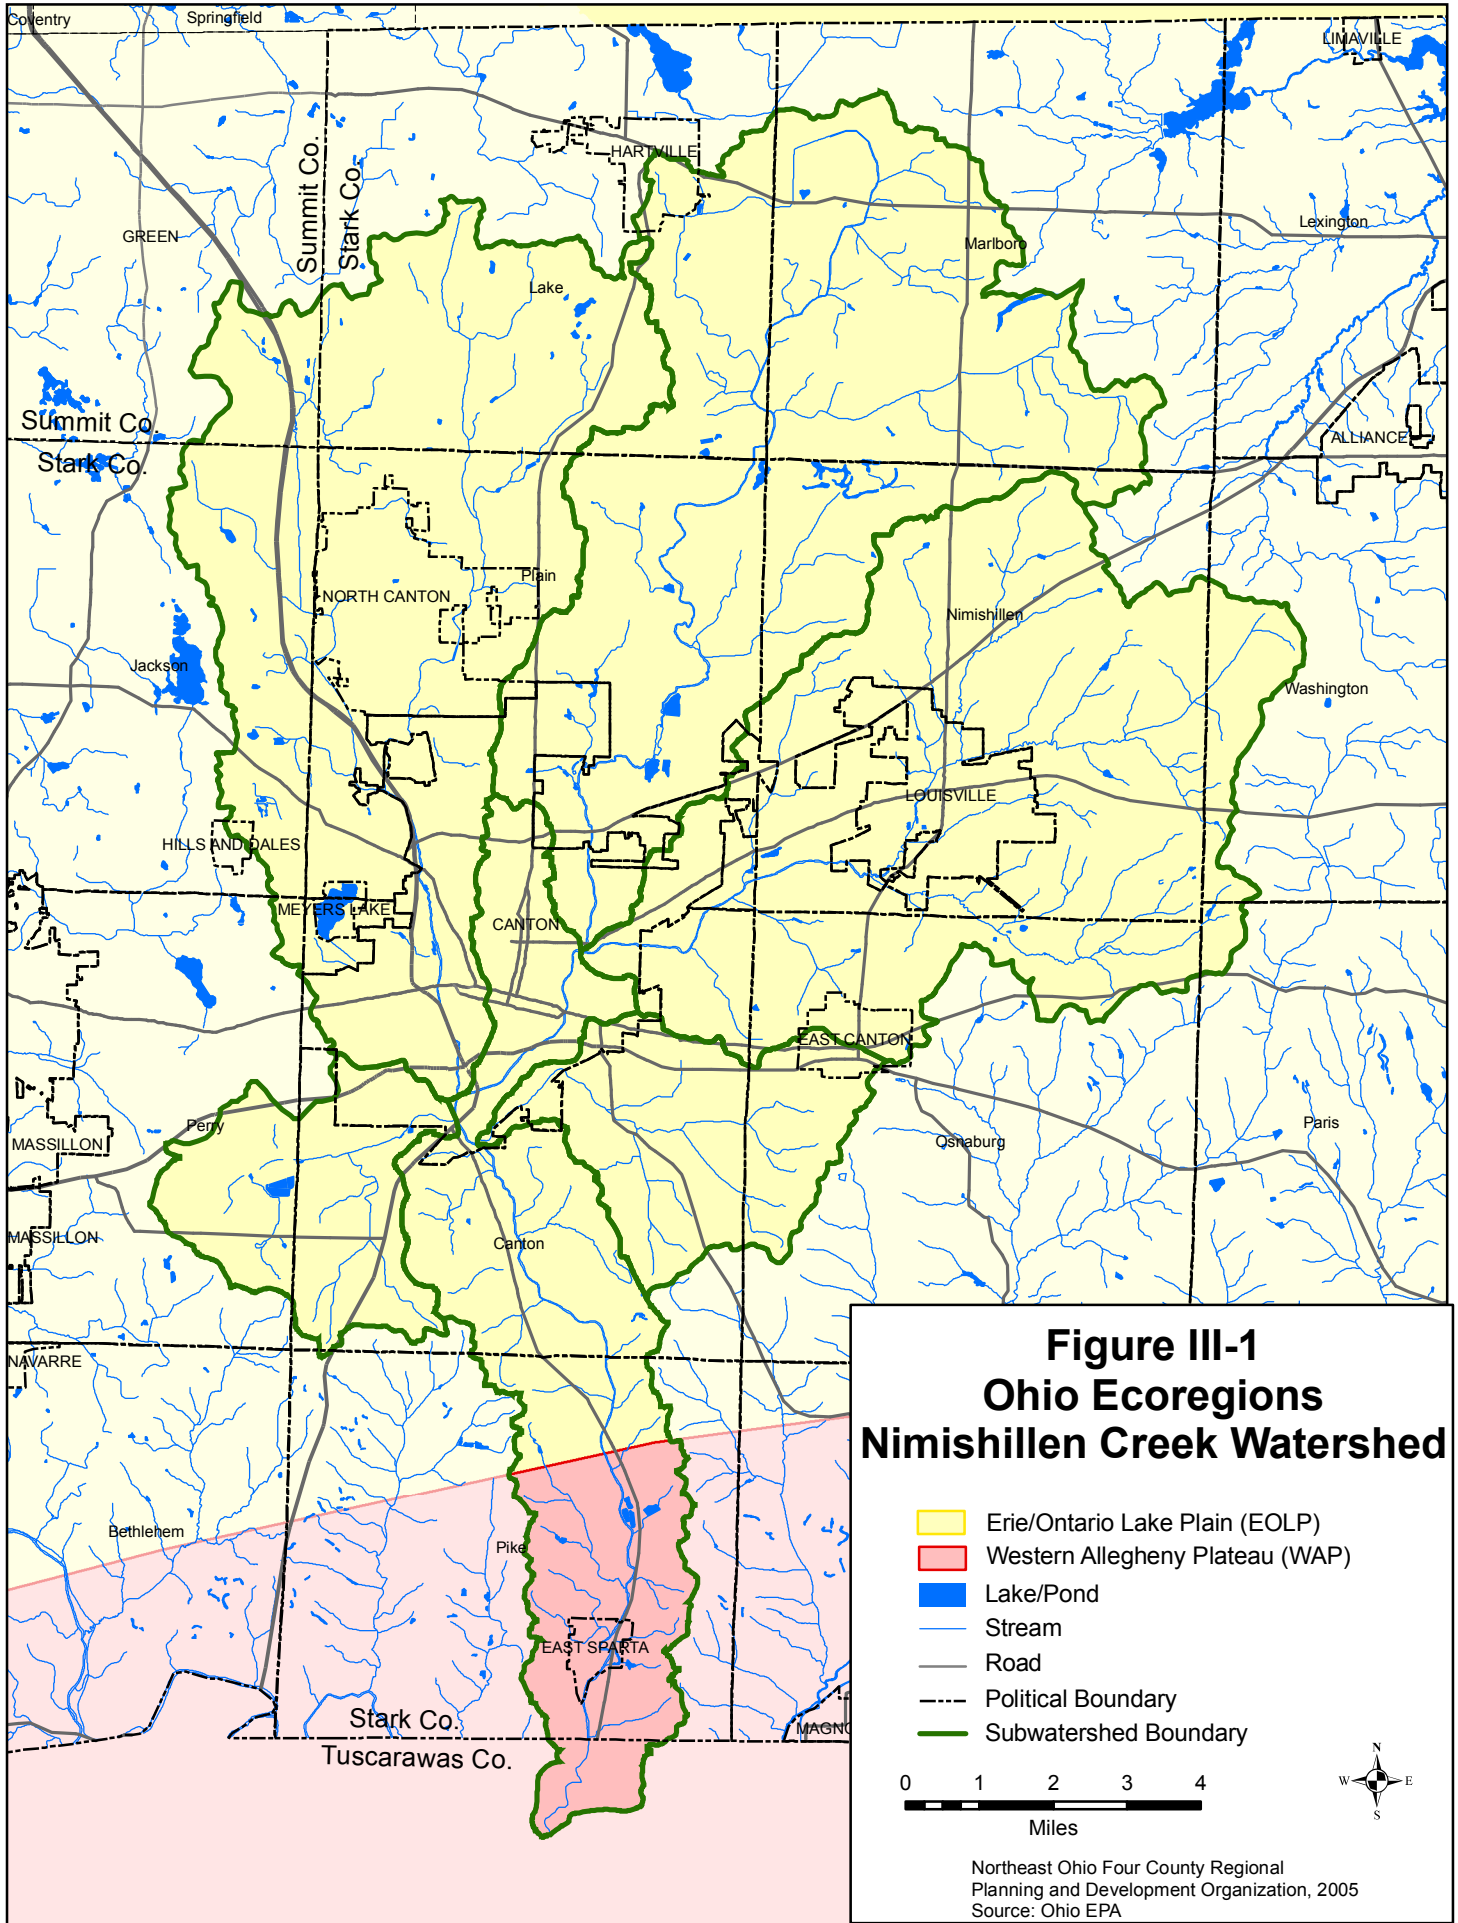 Coventry
Springfield
LIMAVILLE
HARTVILLE
Summit Co.
Stark Co.
GREEN
Marlboro
Lexington
Lake
Summit Co.
Stark Co.
ALLIANCE
Plain
NORTH CANTON
Nimishillen
Jackson
Washington
LOUISVILLE
HILLS AND DALES
MEYERS LAKE
CANTON
EAST CANTON
Perry
MASSILLON
Osnaburg
Paris
MASSILLON
Canton
NAVARRE
Bethlehem
Pike
EAST SPARTA
Stark Co.
Tuscarawas Co.
MAGNO
Figure III-1
Ohio Ecoregions
Nimishillen Creek Watershed
Erie/Ontario Lake Plain (EOLP)
Western Allegheny Plateau (WAP)
Lake/Pond
Stream
Road
Political Boundary
Subwatershed Boundary
0 1 2 3 4
Miles
N
W E
S
Northeast Ohio Four County Regional
Planning and Development Organization, 2005
Source: Ohio EPA